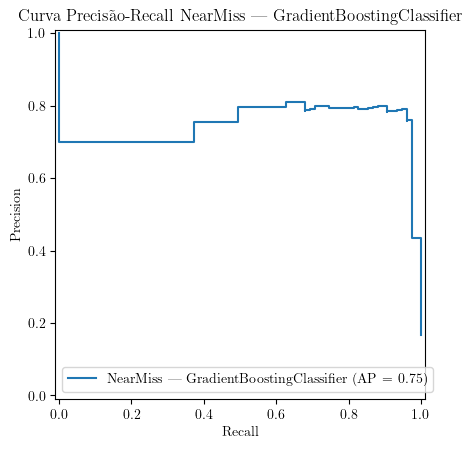 Curva Precisão-Recall NearMiss — GradientBoostingClassifier
1.0
0.8
0.6
0.4
0.2
0.0
Precision
NearMiss — GradientBoostingClassifier (AP = 0.75)
0.0 0.2 0.4 0.6 0.8 1.0
Recall